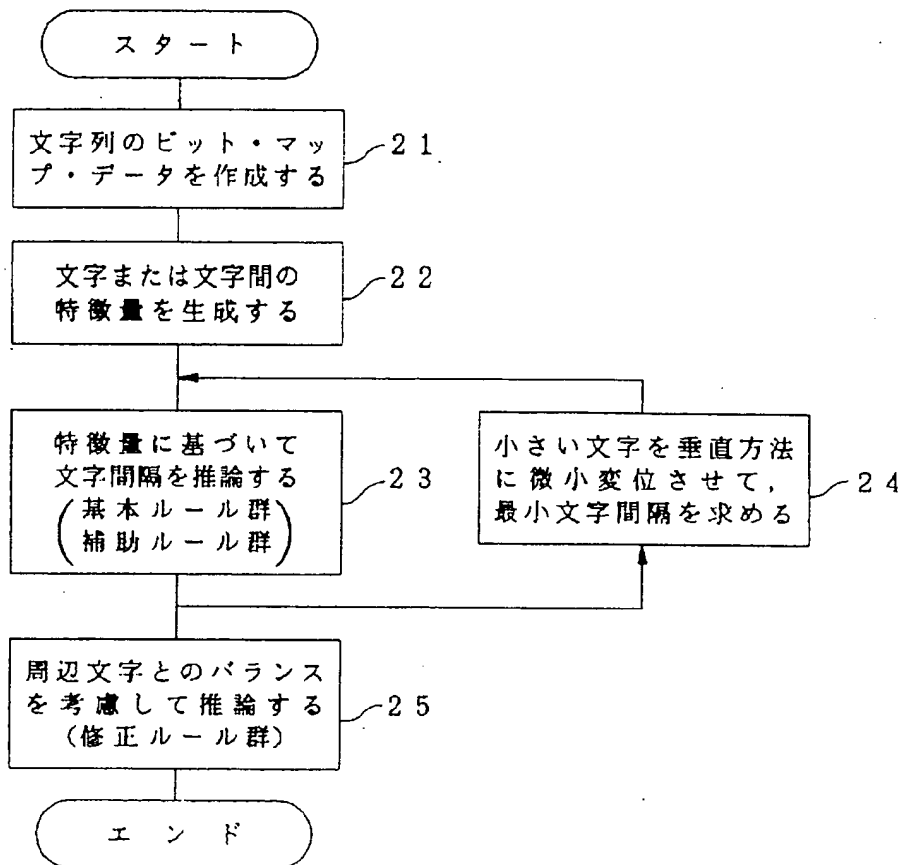 スタート
文字列のビット・マッ
プ・データを作成する
21
文字または文字間の
特徴量を生成する
22
特徴量に基づいて
文字間隔を推論する
基本ルール群
補助ルール群
23
小さい文字を垂直方法
に微小変位させて，
最小文字間隔を求める
24
周辺文字とのバランス
を考慮して推論する
（修正ルール群）
25
エンド